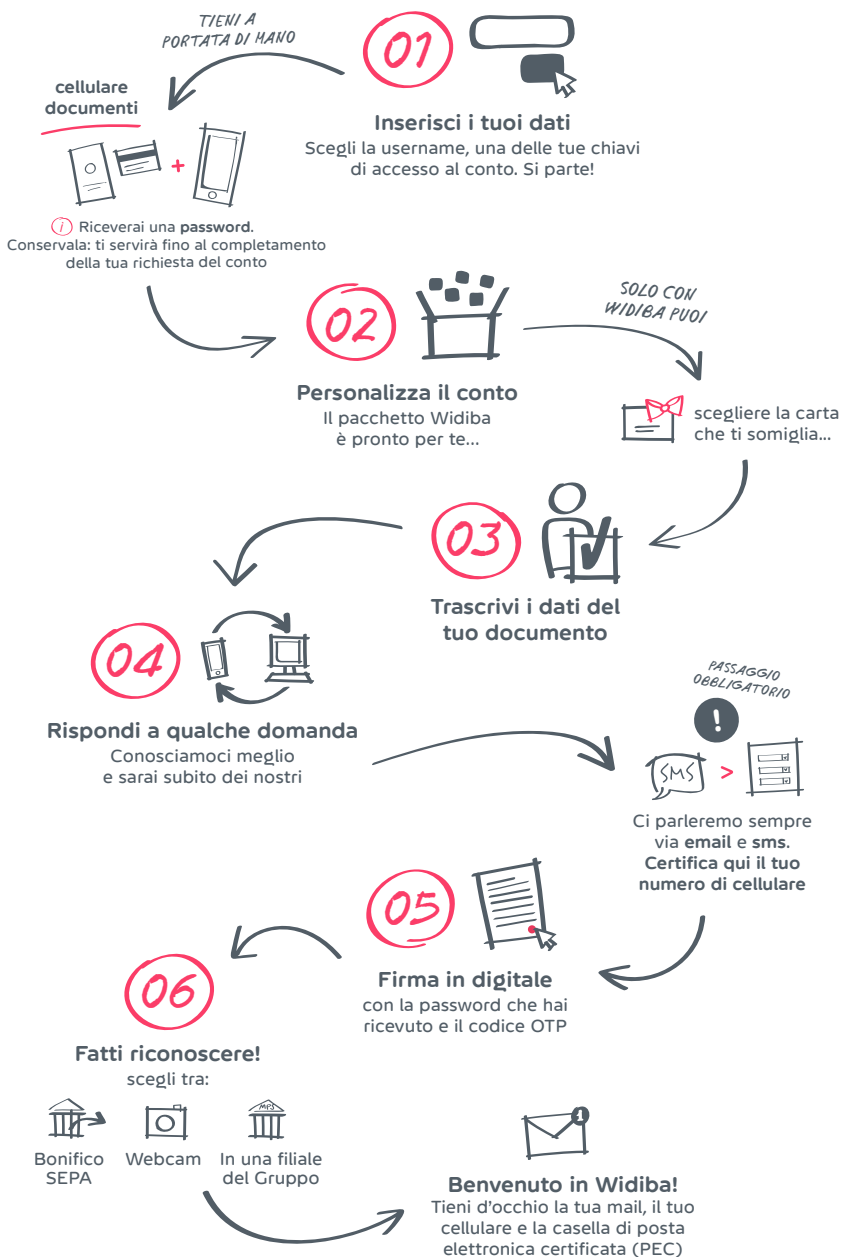 01
TIENI A
PORTATA DI MANO
Inserisci i tuoi dati
Scegli la username, una delle tue chiavi
di accesso al conto. Si parte!
cellulare
documenti
+
i Riceverai una password.
Conservala: ti servirà fino al completamento
della tua richiesta del conto
02
Personalizza il conto
Il pacchetto Widiba
è pronto per te...
SOLO CON
WIDIBA PUOI
scegliere la carta
che ti somiglia...
03
Trascrivi i dati del
tuo documento
04
Rispondi a qualche domanda
Conosciamoci meglio
e sarai subito dei nostri
PASSAGGIO
OBBLIGATORIO
!
SMS >
Ci parleremo sempre
via email e sms.
Certifica qui il tuo
numero di cellulare
05
Firma in digitale
con la password che hai
ricevuto e il codice OTP
06
Fatti riconoscere!
scegli tra:
Bonifico
SEPA
Webcam
MPS
In una filiale
del Gruppo
1
Benvenuto in Widiba!
Tieni d'occhio la tua mail, il tuo
cellulare e la casella di posta
elettronica certificata (PEC)